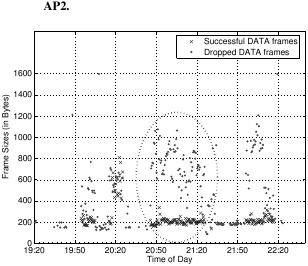 AP2.
× Successful DATA frames
• Dropped DATA frames
Frame Sizes (in Bytes)
1600
1400
1200
1000
800
600
400
200
0
19:20 19:50 20:20 20:50 21:20 21:50 22:20
Time of Day